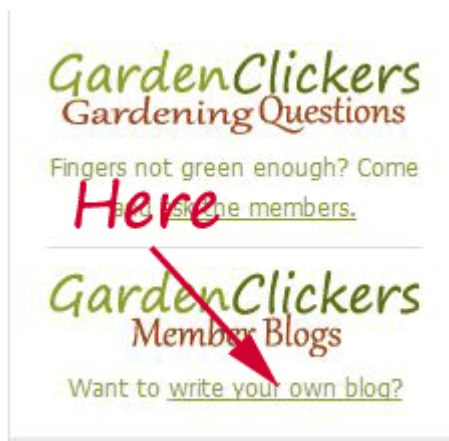 GardenClickers
Gardening Questions
Fingers not green enough? Come
and ask the members.
Here
GardenClickers
Member Blogs
Want to write your own blog?